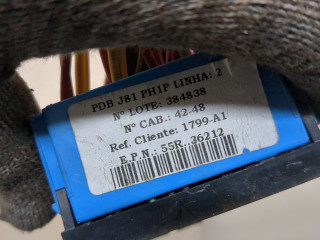 PDB J81 PH1P LINHA: 2
Nº LOTE: 384838
Nº CAB.: 42-48
Ref. Cliente: 1799.A1
E.P.N.: 55R..36212